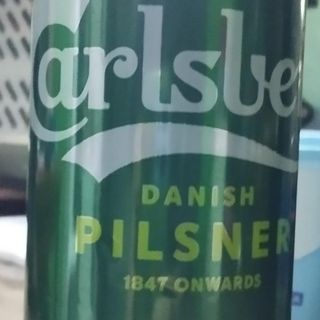 Carlsbe
DANISH
PILSNER
1847 ONWARDS